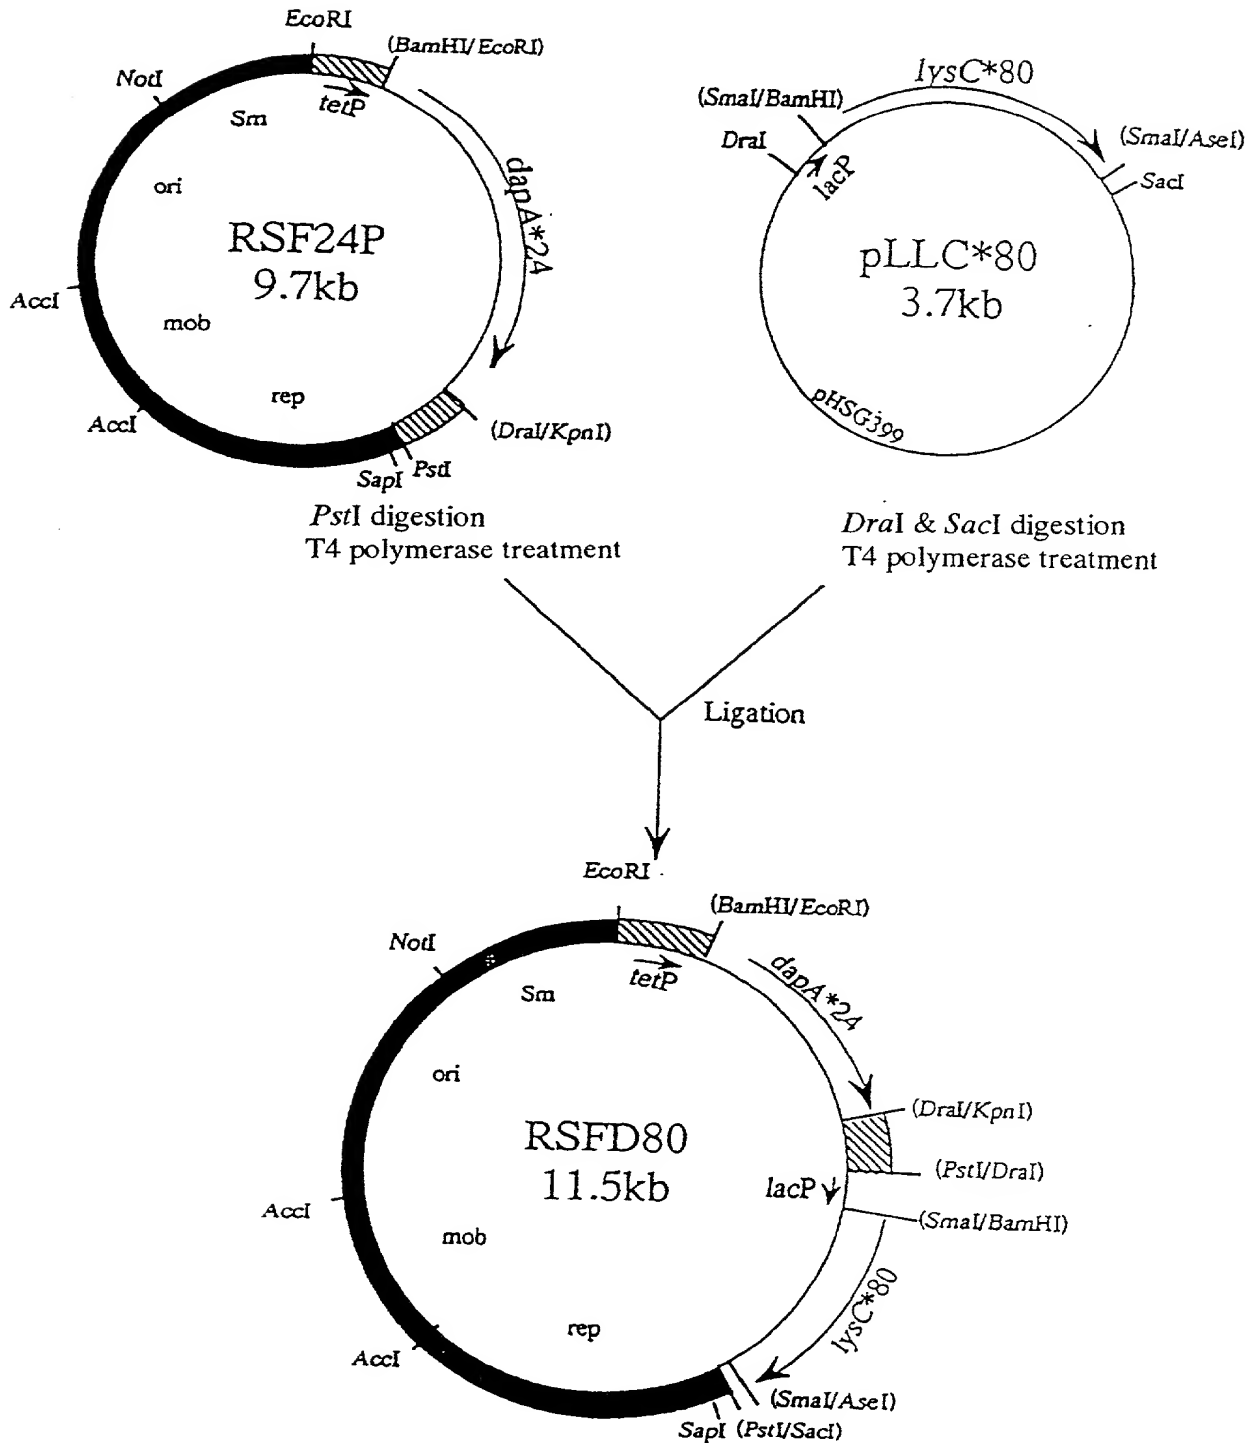 EcoRI
(BamHI/EcoRI)
NotI
tetP
Sm
ori
dapA*24
RSF24P
9.7kb
AccI
mob
rep
AccI
(DraI/KpnI)
PstI
SapI
lysC*80
(SmaI/BamHI)
(SmaI/AseI)
DraI
SacI
lacP
pLLC*80
3.7kb
pHSG399
PstI digestion
T4 polymerase treatment
DraI & SacI digestion
T4 polymerase treatment
Ligation
EcoRI
(BamHI/EcoRI)
NotI
tetP
dapA*24
Sm
ori
(DraI/KpnI)
RSFD80
11.5kb
(PstI/DraI)
lacP
AccI
(SmaI/BamHI)
mob
lysC*80
rep
AccI
(SmaI/AseI)
SapI (PstI/SacI)